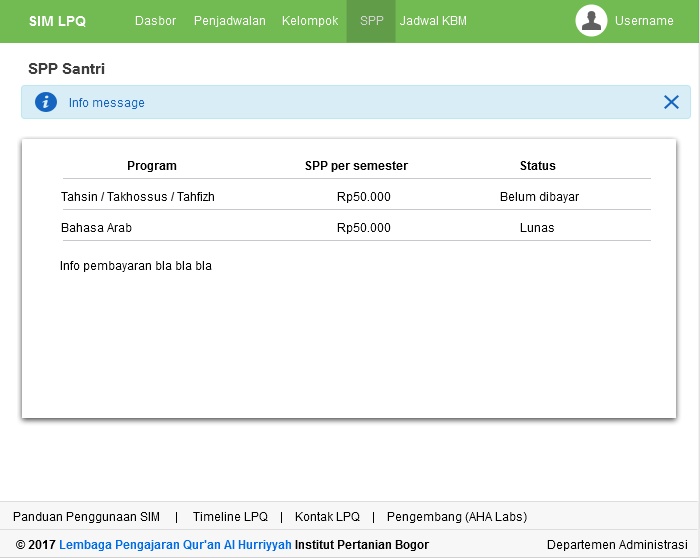 SIM LPQ Dasbor Penjadwalan Kelompok SPP Jadwal KBM Username
SPP Santri
i Info message
Program SPP per semester Status
Tahsin / Takhossus / Tahfizh Rp50.000 Belum dibayar
Bahasa Arab Rp50.000 Lunas
Info pembayaran bla bla bla
Panduan Penggunaan SIM | Timeline LPQ | Kontak LPQ | Pengembang (AHA Labs)
© 2017 Lembaga Pengajaran Qur'an Al Hurriyyah Institut Pertanian Bogor Departemen Administrasi